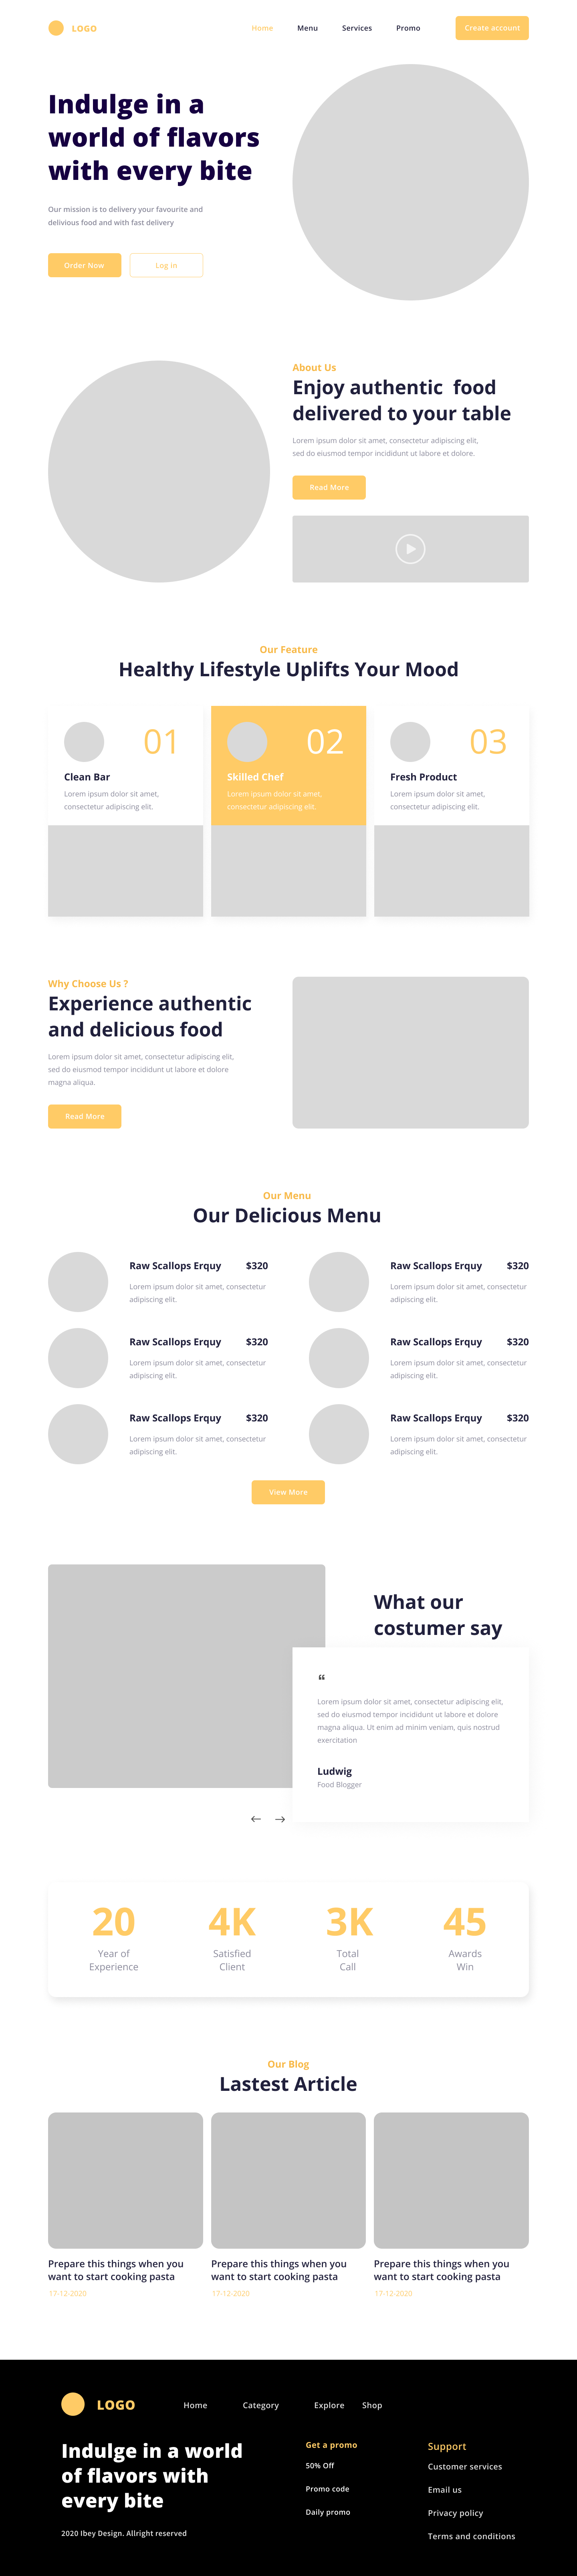 LOGO
Home Menu Services Promo Create account
Indulge in a
world of flavors
with every bite
Our mission is to delivery your favourite and
delivious food and with fast delivery
Order Now Log in
About Us
Enjoy authentic food
delivered to your table
Lorem ipsum dolor sit amet, consectetur adipiscing elit,
sed do eiusmod tempor incididunt ut labore et dolore.
Read More
Our Feature
Healthy Lifestyle Uplifts Your Mood
01
Clean Bar
Lorem ipsum dolor sit amet,
consectetur adipiscing elit.
02
Skilled Chef
Lorem ipsum dolor sit amet,
consectetur adipiscing elit.
03
Fresh Product
Lorem ipsum dolor sit amet,
consectetur adipiscing elit.
Why Choose Us ?
Experience authentic
and delicious food
Lorem ipsum dolor sit amet, consectetur adipiscing elit,
sed do eiusmod tempor incididunt ut labore et dolore
magna aliqua.
Read More
Our Menu
Our Delicious Menu
Raw Scallops Erquy $320
Lorem ipsum dolor sit amet, consectetur
adipiscing elit.
Raw Scallops Erquy $320
Lorem ipsum dolor sit amet, consectetur
adipiscing elit.
Raw Scallops Erquy $320
Lorem ipsum dolor sit amet, consectetur
adipiscing elit.
Raw Scallops Erquy $320
Lorem ipsum dolor sit amet, consectetur
adipiscing elit.
Raw Scallops Erquy $320
Lorem ipsum dolor sit amet, consectetur
adipiscing elit.
Raw Scallops Erquy $320
Lorem ipsum dolor sit amet, consectetur
adipiscing elit.
View More
What our
costumer say
“
Lorem ipsum dolor sit amet, consectetur adipiscing elit,
sed do eiusmod tempor incididunt ut labore et dolore
magna aliqua. Ut enim ad minim veniam, quis nostrud
exercitation
Ludwig
Food Blogger
20
Year of
Experience
4K
Satisfied
Client
3K
Total
Call
45
Awards
Win
Our Blog
Lastest Article
Prepare this things when you
want to start cooking pasta
17-12-2020
Prepare this things when you
want to start cooking pasta
17-12-2020
Prepare this things when you
want to start cooking pasta
17-12-2020
LOGO
Home Category Explore Shop
Indulge in a world
of flavors with
every bite
2020 Ibey Design. Allright reserved
Get a promo
50% Off
Promo code
Daily promo
Support
Customer services
Email us
Privacy policy
Terms and conditions